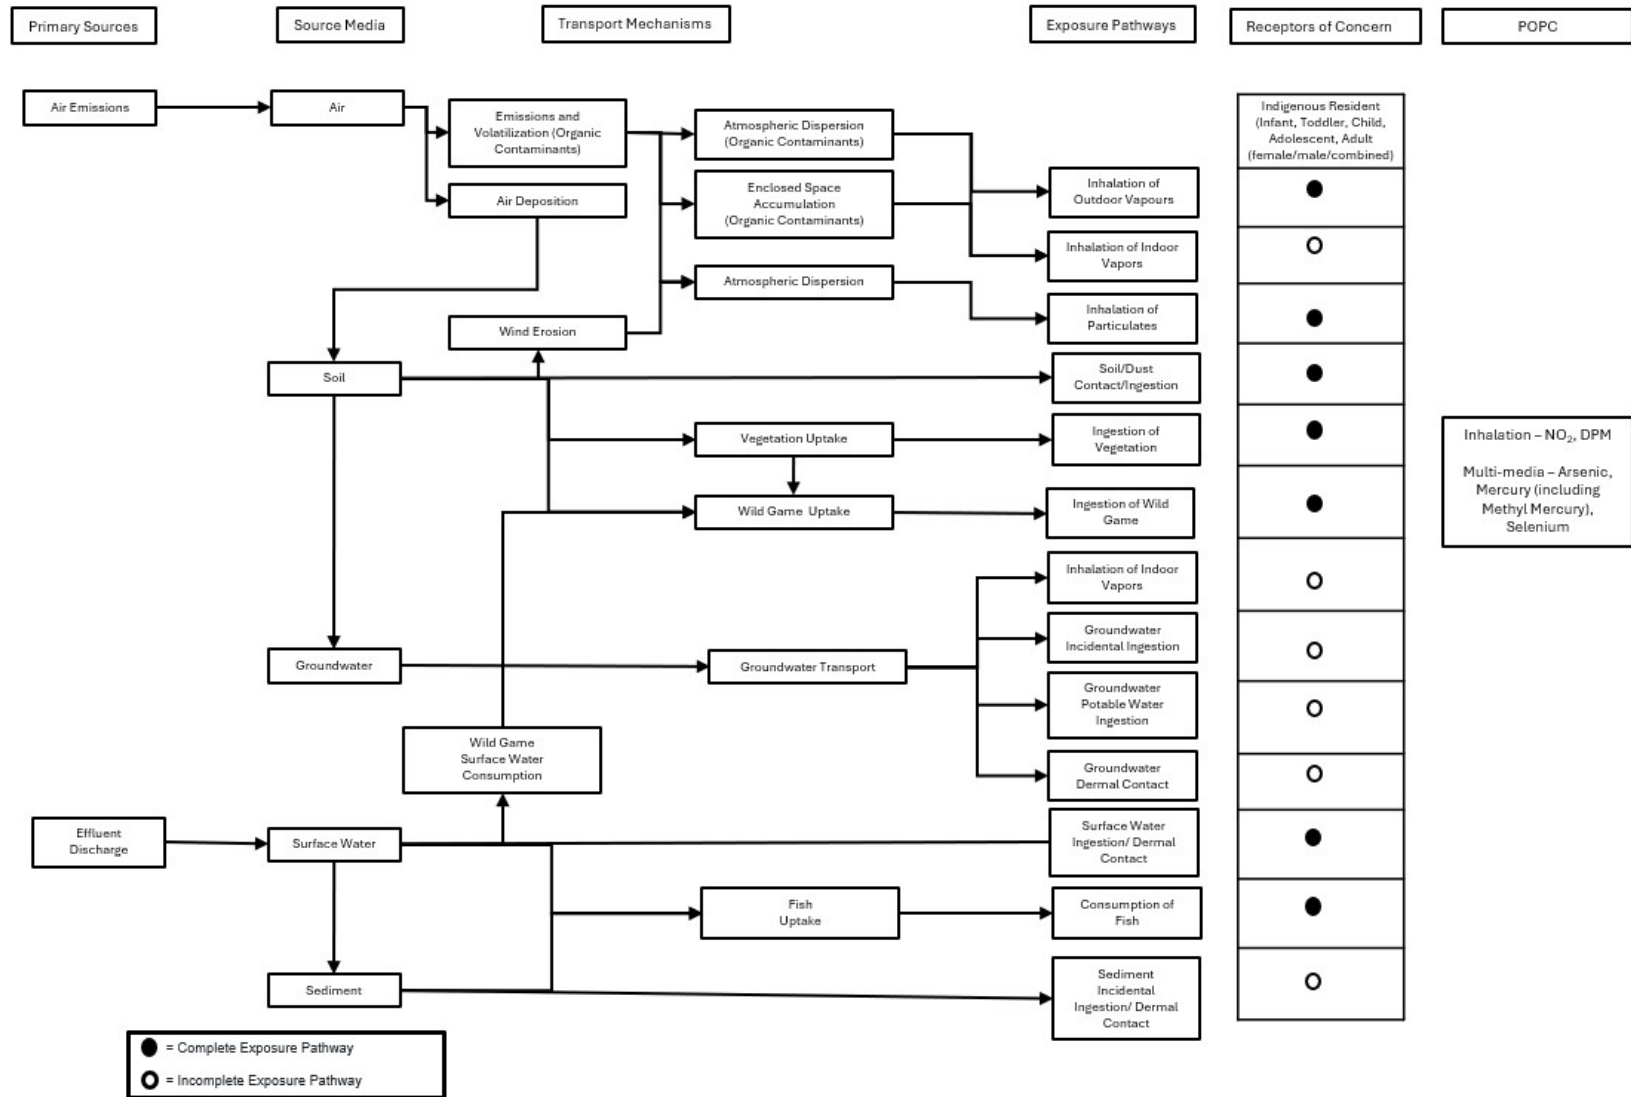 Primary Sources
Source Media
Transport Mechanisms
Exposure Pathways
Receptors of Concern
POPC
Air Emissions
Air
Emissions and
Volatilization (Organic
Contaminants)
Atmospheric Dispersion
(Organic Contaminants)
Indigenous Resident
(Infant, Toddler, Child,
Adolescent, Adult
(female/male/combined)
Air Deposition
Enclosed Space
Accumulation
(Organic Contaminants)
Inhalation of
Outdoor Vapours
Inhalation of Indoor
Vapors
Atmospheric Dispersion
Inhalation of
Particulates
Wind Erosion
Soil
Soil/Dust
Contact/Ingestion
Vegetation Uptake
Ingestion of
Vegetation
Inhalation – NO₂, DPM
Multi-media – Arsenic,
Mercury (including
Methyl Mercury),
Selenium
Wild Game Uptake
Ingestion of Wild
Game
Inhalation of Indoor
Vapors
Groundwater
Incidental Ingestion
Groundwater
Groundwater Transport
Groundwater
Potable Water
Ingestion
Wild Game
Surface Water
Consumption
Groundwater
Dermal Contact
Effluent
Discharge
Surface Water
Surface Water
Ingestion/ Dermal
Contact
Fish
Uptake
Consumption of
Fish
Sediment
Sediment
Incidental
Ingestion/ Dermal
Contact
= Complete Exposure Pathway
= Incomplete Exposure Pathway